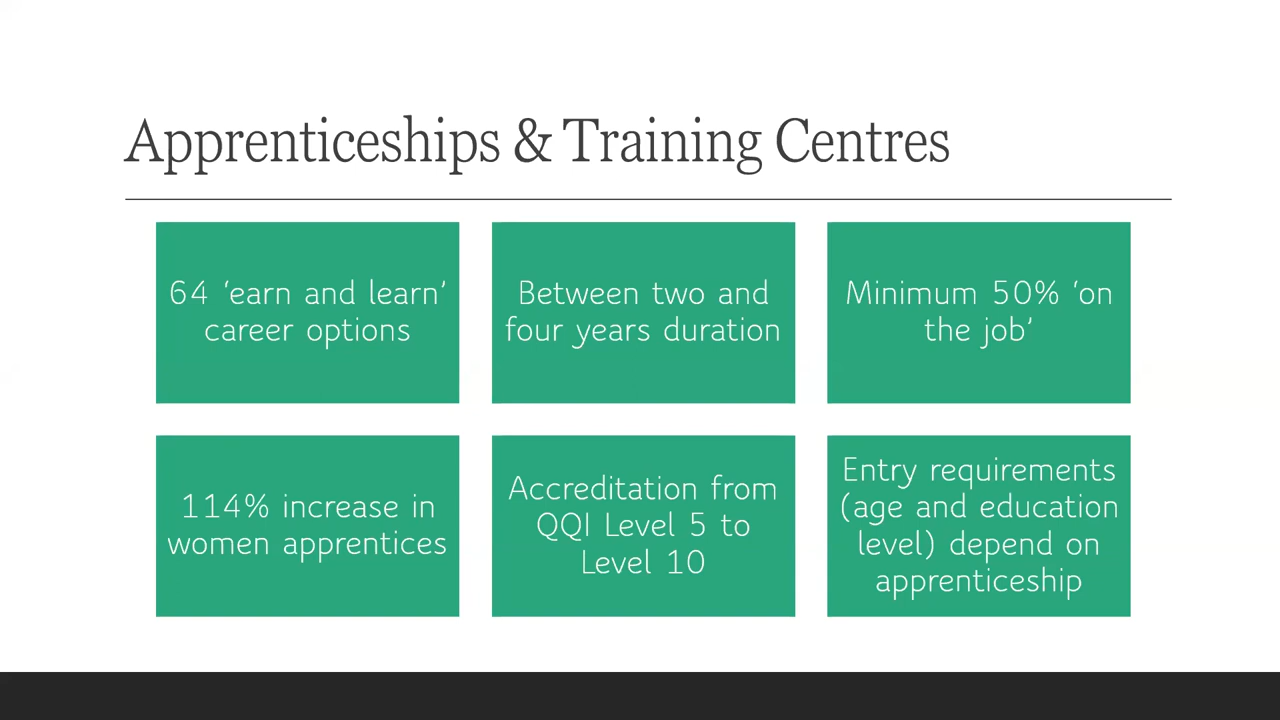 Apprenticeships & Training Centres
64 ‘earn and learn’
career options
Between two and
four years duration
Minimum 50% ‘on
the job’
114% increase in
women apprentices
Accreditation from
QQI Level 5 to
Level 10
Entry requirements
(age and education
level) depend on
apprenticeship